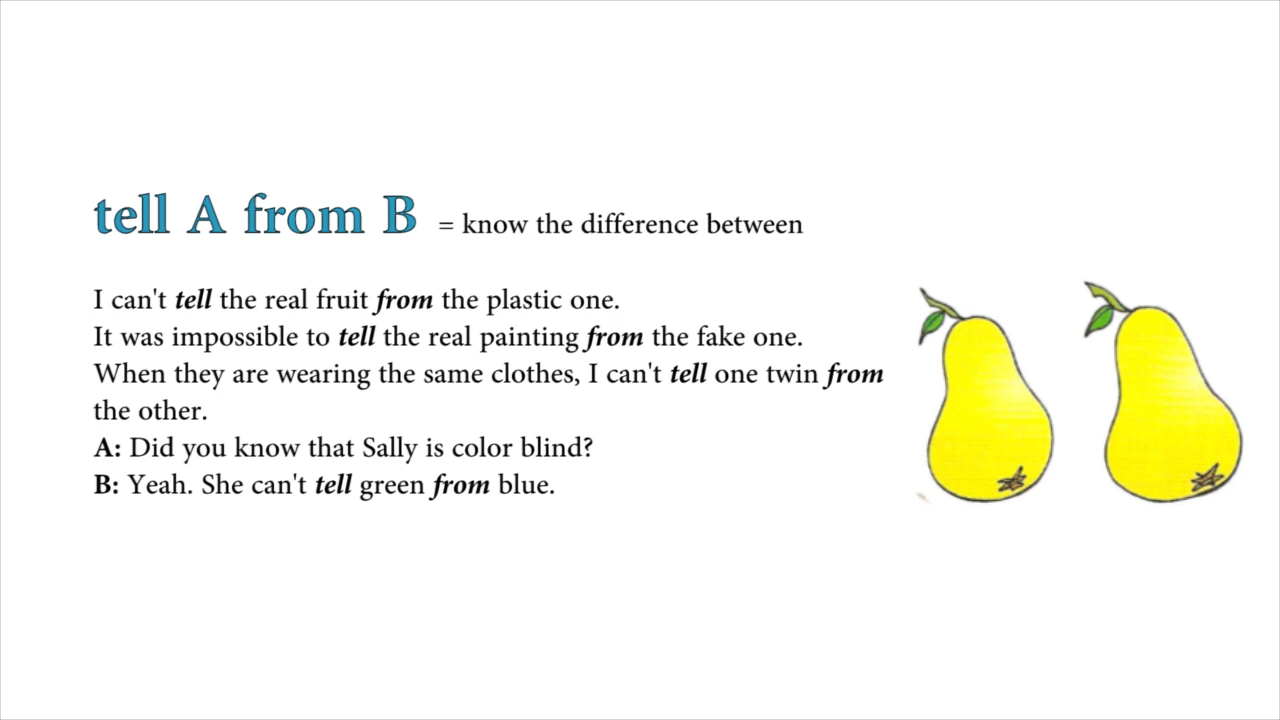 tell A from B = know the difference between
I can't tell the real fruit from the plastic one.
It was impossible to tell the real painting from the fake one.
When they are wearing the same clothes, I can't tell one twin from
the other.
A: Did you know that Sally is color blind?
B: Yeah. She can't tell green from blue.